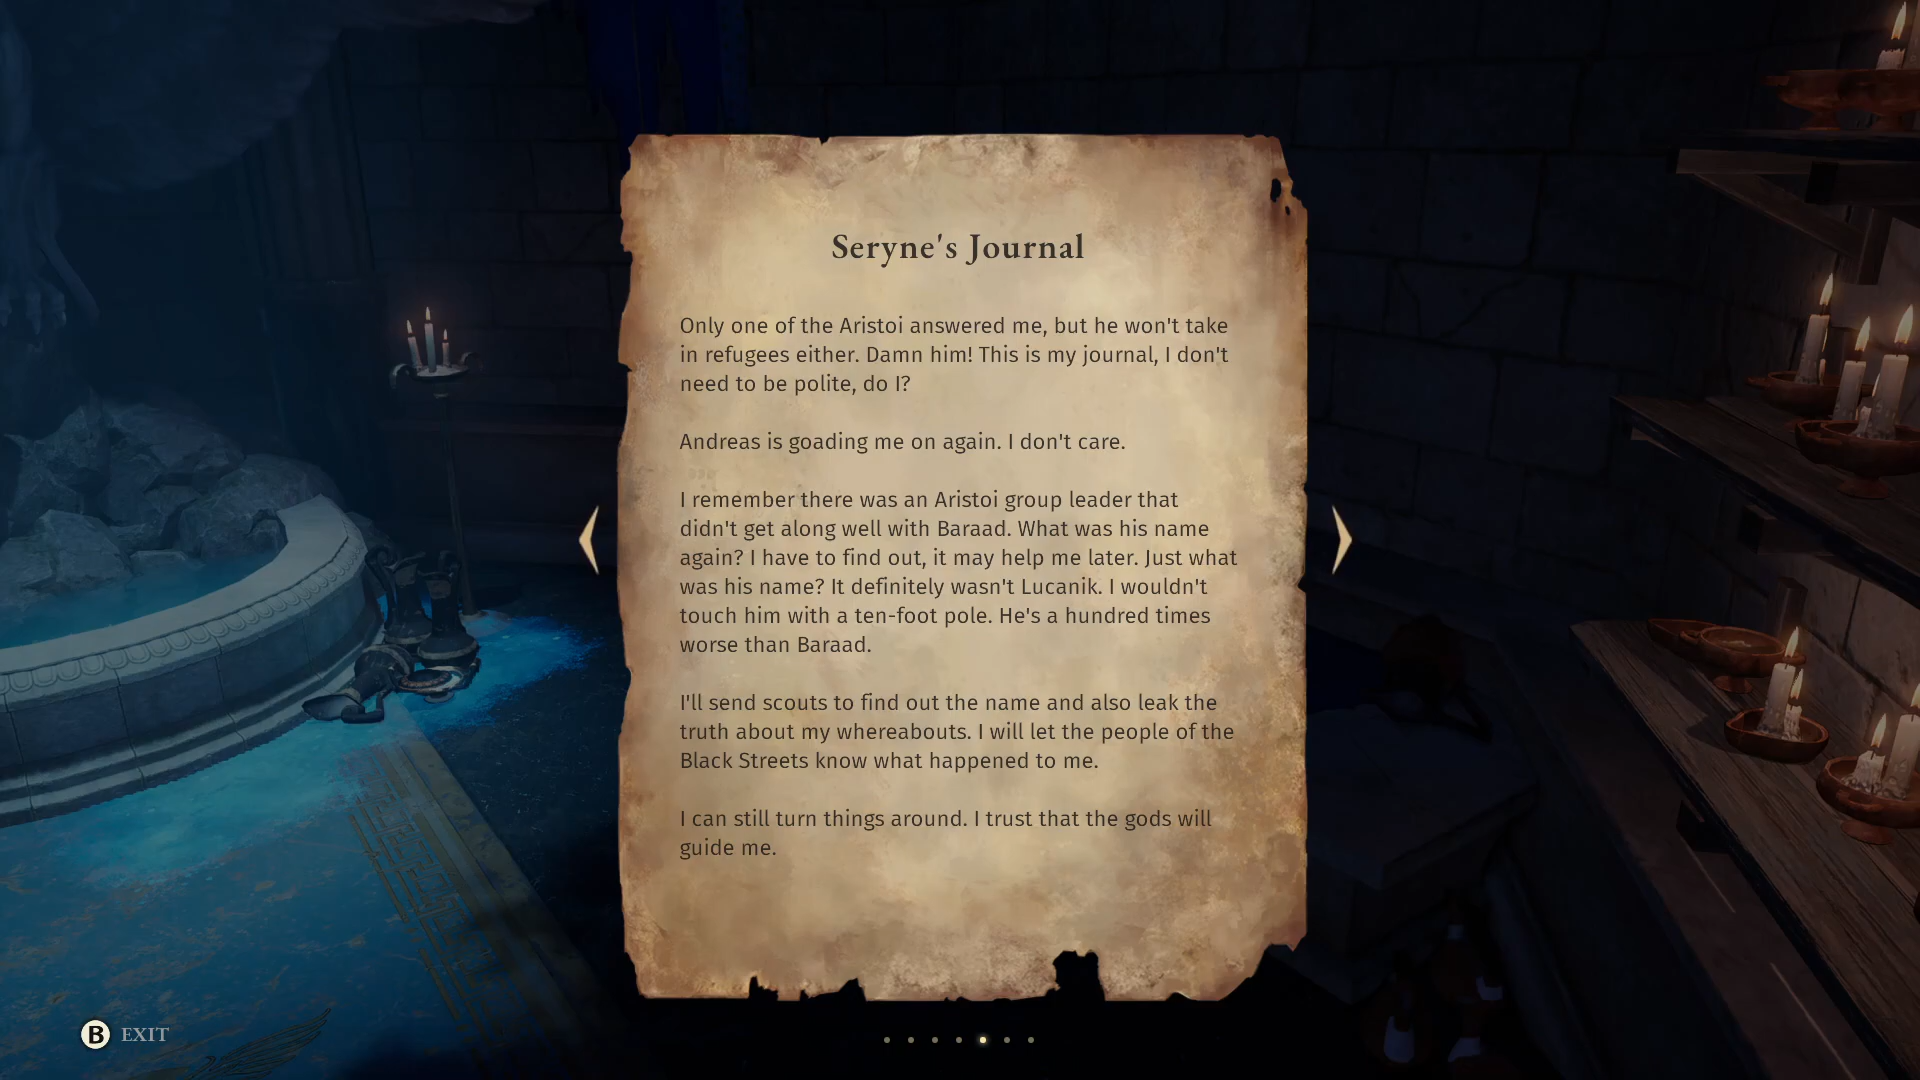 Seryne's Journal
Only one of the Aristoi answered me, but he won't take
in refugees either. Damn him! This is my journal, I don't
need to be polite, do I?
Andreas is goading me on again. I don't care.
I remember there was an Aristoi group leader that
didn't get along well with Baraad. What was his name
again? I have to find out, it may help me later. Just what
was his name? It definitely wasn't Lucanik. I wouldn't
touch him with a ten-foot pole. He's a hundred times
worse than Baraad.
I'll send scouts to find out the name and also leak the
truth about my whereabouts. I will let the people of the
Black Streets know what happened to me.
I can still turn things around. I trust that the gods will
guide me.
B EXIT